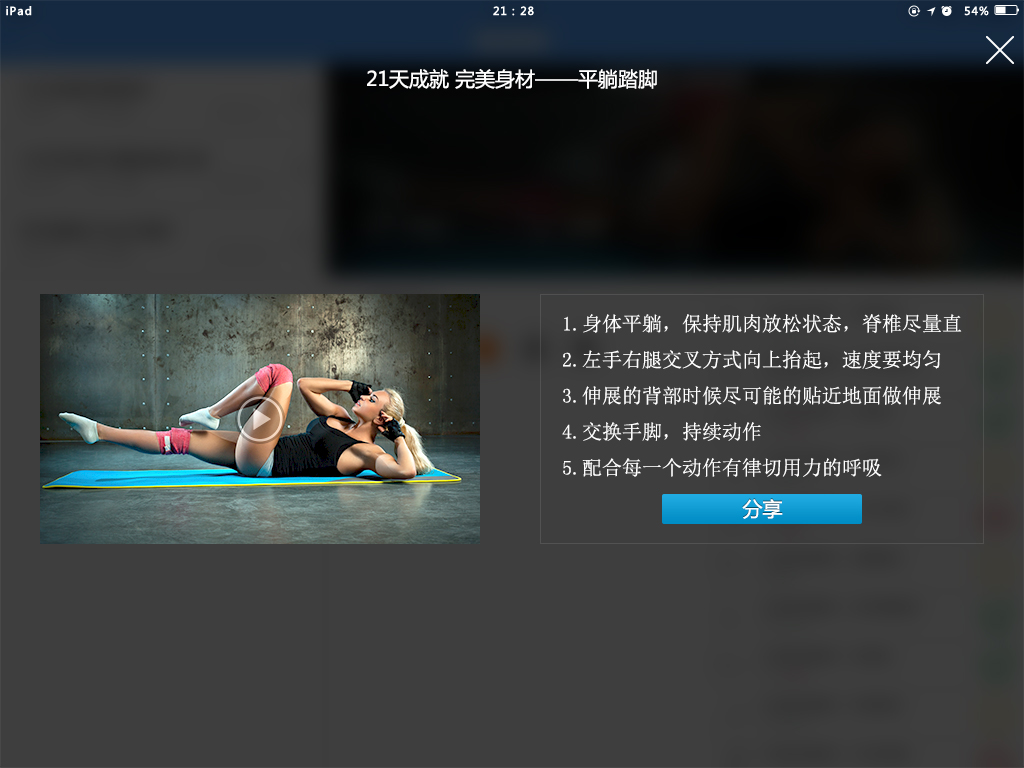 iPad
21：28
54%
21天成就 完美身材——平躺踏脚
1.身体平躺，保持肌肉放松状态，脊椎尽量直
2.左手右腿交叉方式向上抬起，速度要均匀
3.伸展的背部时候尽可能的贴近地面做伸展
4.交换手脚，持续动作
5.配合每一个动作有律切用力的呼吸
分享